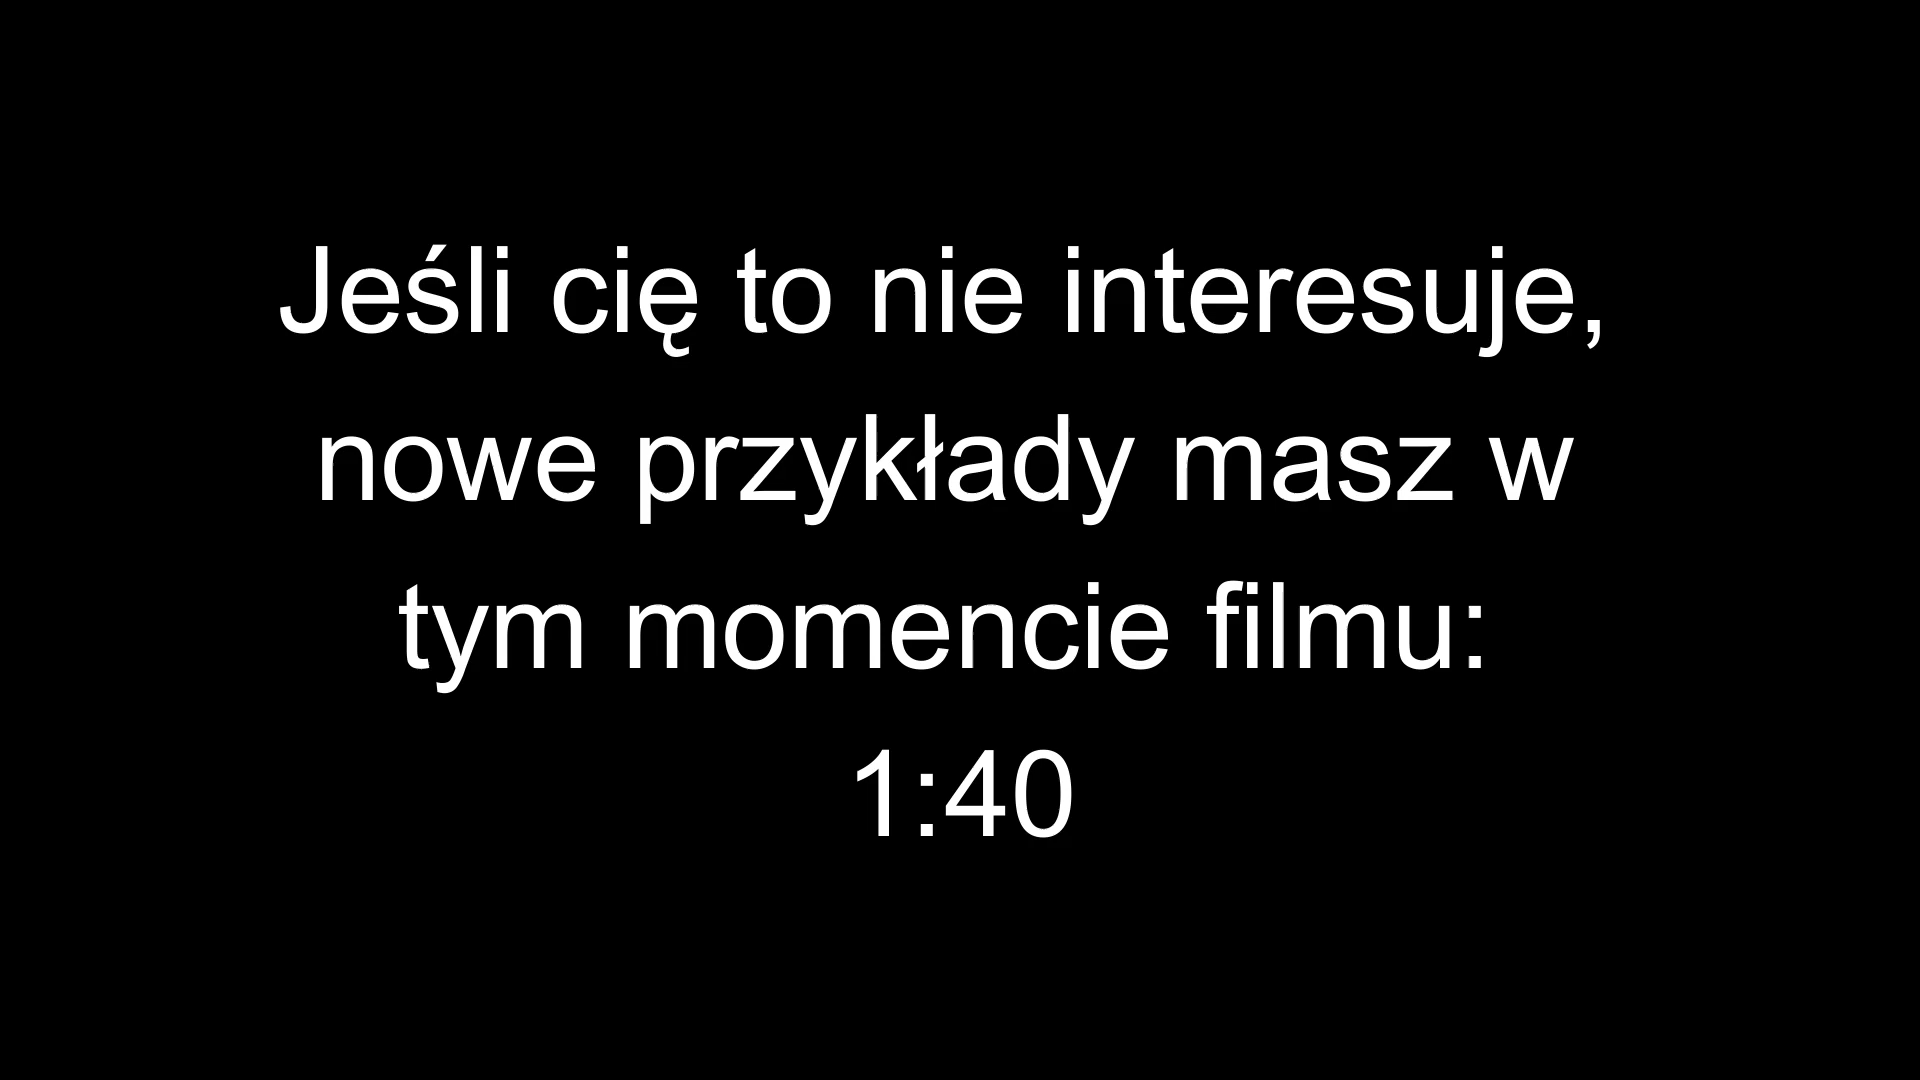 Jeśli cię to nie interesuje,
nowe przykłady masz w
tym momencie filmu:
1:40